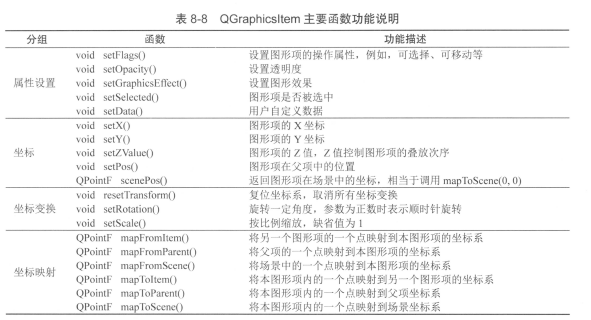 表 8-8 QGraphicsItem 主要函数功能说明
分组 函数 功能描述
void setFlags() 设置图形项的操作属性，例如，可选择、可移动等
void setOpacity() 设置透明度
属性设置 void setGraphicsEffect() 设置图形效果
void setSelected() 图形项是否被选中
void setData() 用户自定义数据
void setX() 图形项的 X 坐标
void setY() 图形项的 Y 坐标
坐标 void setZValue() 图形项的 Z 值，Z 值控制图形项的叠放次序
void setPos() 图形项在父项中的位置
QPointF scenePos() 返回图形项在场景中的坐标，相当于调用 mapToScene(0, 0)
void resetTransform() 复位坐标系，取消所有坐标变换
坐标变换 void setRotation() 旋转一定角度，参数为正数时表示顺时针旋转
void setScale() 按比例缩放，缺省值为 1
QPointF mapFromItem() 将另一个图形项的一个点映射到本图形项的坐标系
QPointF mapFromParent() 将父项的一个点映射到本图形项的坐标系
坐标映射 QPointF mapFromScene() 将场景中的一个点映射到本图形项的坐标系
QPointF mapToItem() 将本图形项内的一个点映射到另一个图形项的坐标系
QPointF mapToParent() 将本图形项内的一个点映射到父项坐标系
QPointF mapToScene() 将本图形项内的一个点映射到场景坐标系